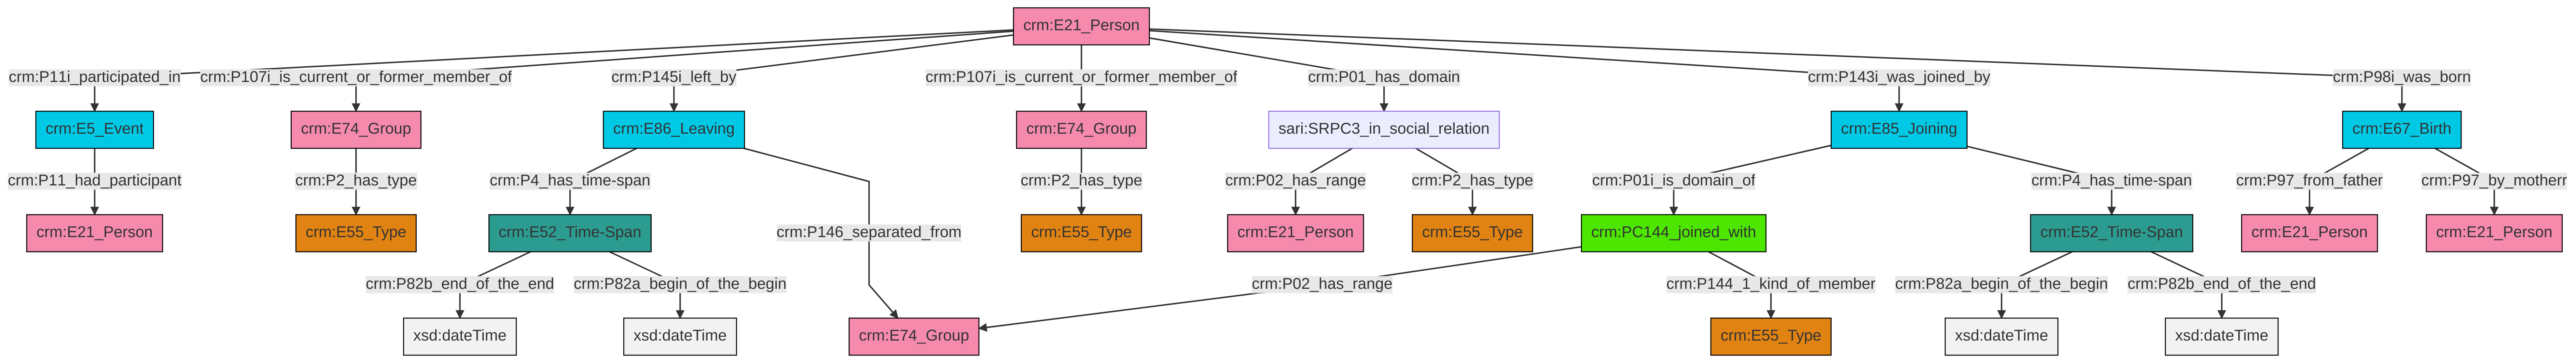 crm:E21_Person
crm:P11i_participated_in
crm:P107i_is_current_or_former_member_of
crm:P145i_left_by
crm:P107i_is_current_or_former_member_of
crm:P01_has_domain
crm:P143i_was_joined_by
crm:P98i_was_born
crm:E5_Event
crm:E74_Group
crm:E86_Leaving
crm:E74_Group
sari:SRPC3_in_social_relation
crm:E85_Joining
crm:E67_Birth
crm:P11_had_participant
crm:P2_has_type
crm:P4_has_time-span
crm:P2_has_type
crm:P02_has_range
crm:P2_has_type
crm:P01i_is_domain_of
crm:P4_has_time-span
crm:P97_from_father
crm:P97_by_motherr
crm:E21_Person
crm:E55_Type
crm:E52_Time-Span
crm:P146_separated_from
crm:E55_Type
crm:E21_Person
crm:E55_Type
crm:PC144_joined_with
crm:E52_Time-Span
crm:E21_Person
crm:E21_Person
crm:P82b_end_of_the_end
crm:P82a_begin_of_the_begin
crm:P02_has_range
crm:P144_1_kind_of_member
crm:P82a_begin_of_the_begin
crm:P82b_end_of_the_end
xsd:dateTime
xsd:dateTime
crm:E74_Group
crm:E55_Type
xsd:dateTime
xsd:dateTime